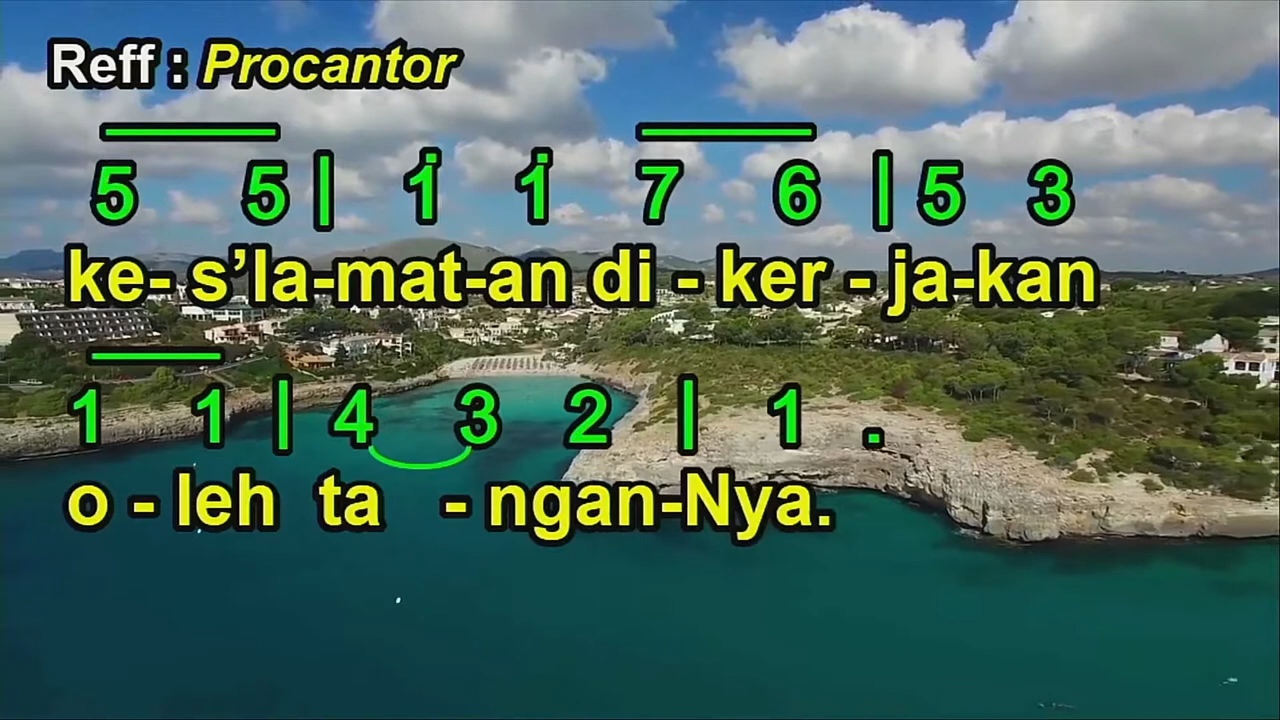 Reff : Procantor
5 5 | 1̇ 1̇ 7 6 | 5 3
ke- s’la-mat-an di - ker - ja-kan
1 1 | 4 3 2 | 1 .
o - leh ta - ngan-Nya.